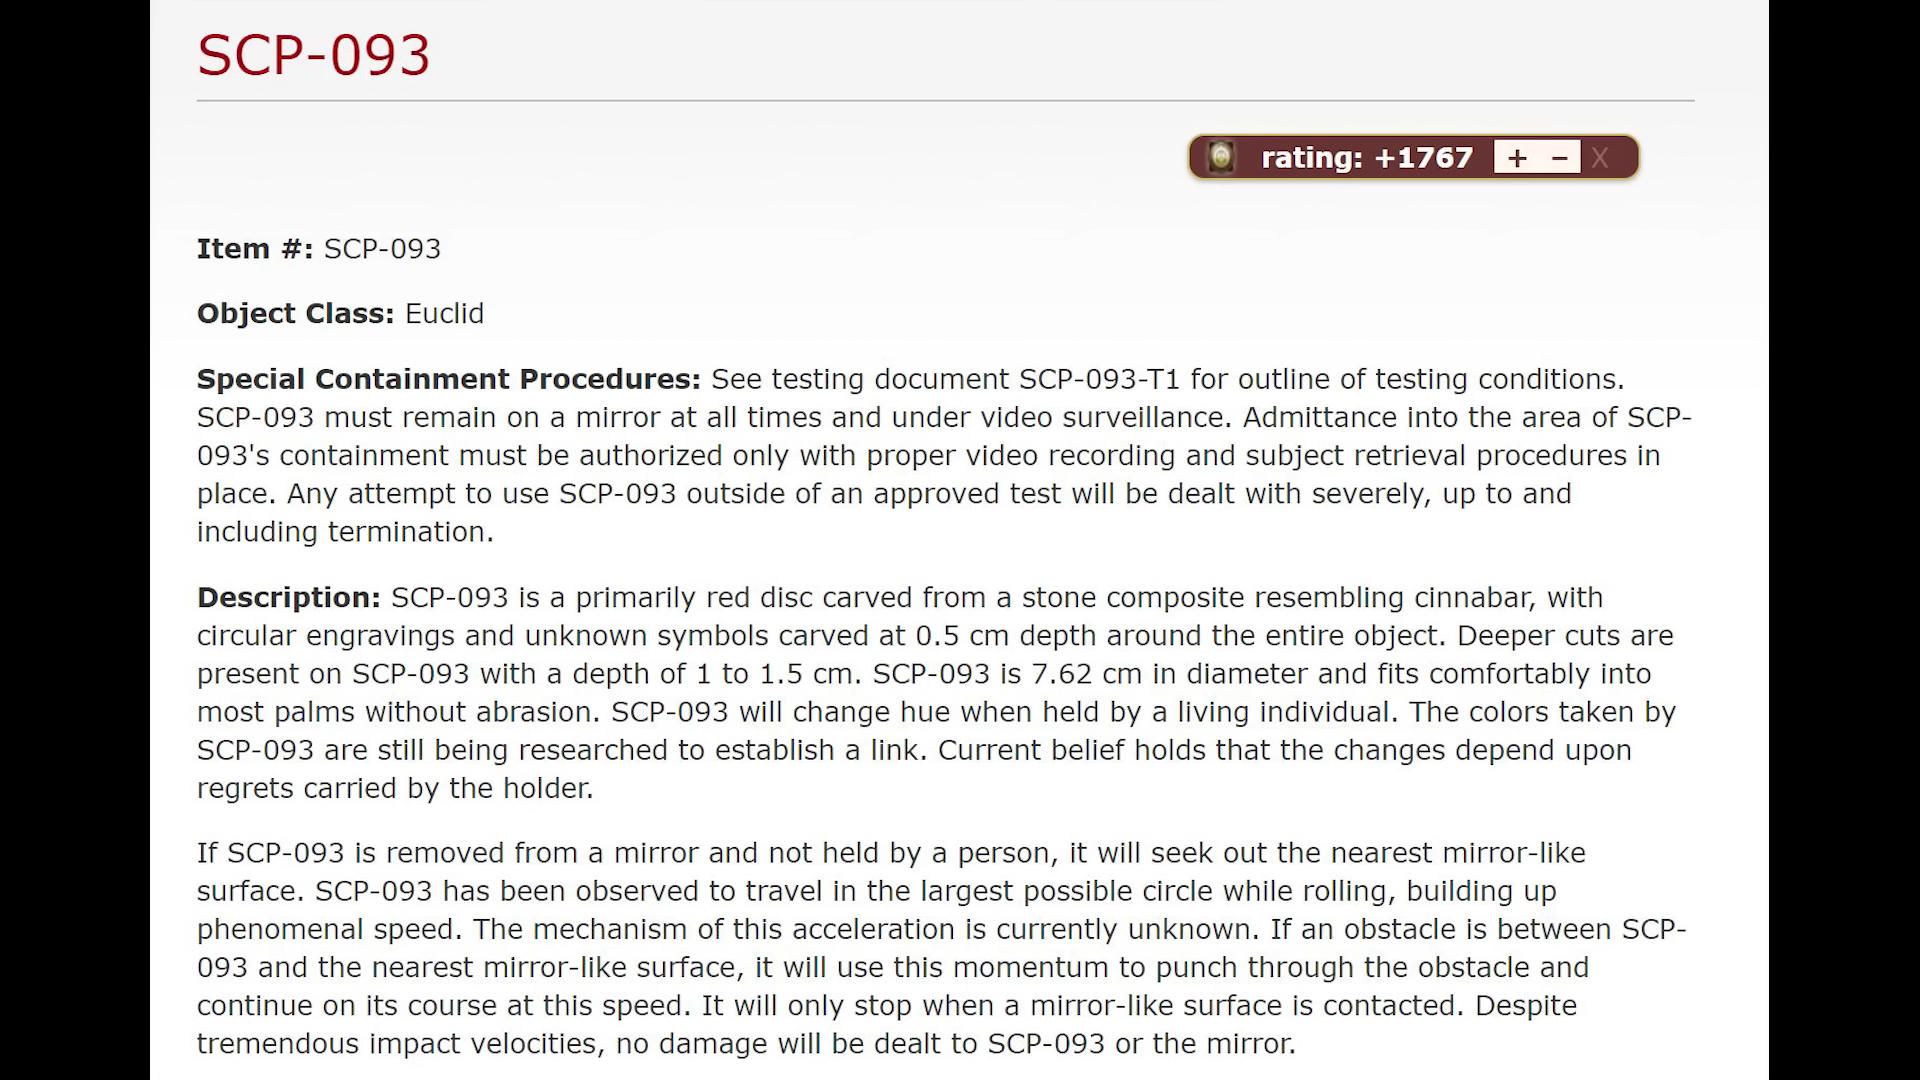 SCP-093
rating: +1767 + − X
Item #: SCP-093
Object Class: Euclid
Special Containment Procedures: See testing document SCP-093-T1 for outline of testing conditions.
SCP-093 must remain on a mirror at all times and under video surveillance. Admittance into the area of SCP-
093's containment must be authorized only with proper video recording and subject retrieval procedures in
place. Any attempt to use SCP-093 outside of an approved test will be dealt with severely, up to and
including termination.
Description: SCP-093 is a primarily red disc carved from a stone composite resembling cinnabar, with
circular engravings and unknown symbols carved at 0.5 cm depth around the entire object. Deeper cuts are
present on SCP-093 with a depth of 1 to 1.5 cm. SCP-093 is 7.62 cm in diameter and fits comfortably into
most palms without abrasion. SCP-093 will change hue when held by a living individual. The colors taken by
SCP-093 are still being researched to establish a link. Current belief holds that the changes depend upon
regrets carried by the holder.
If SCP-093 is removed from a mirror and not held by a person, it will seek out the nearest mirror-like
surface. SCP-093 has been observed to travel in the largest possible circle while rolling, building up
phenomenal speed. The mechanism of this acceleration is currently unknown. If an obstacle is between SCP-
093 and the nearest mirror-like surface, it will use this momentum to punch through the obstacle and
continue on its course at this speed. It will only stop when a mirror-like surface is contacted. Despite
tremendous impact velocities, no damage will be dealt to SCP-093 or the mirror.